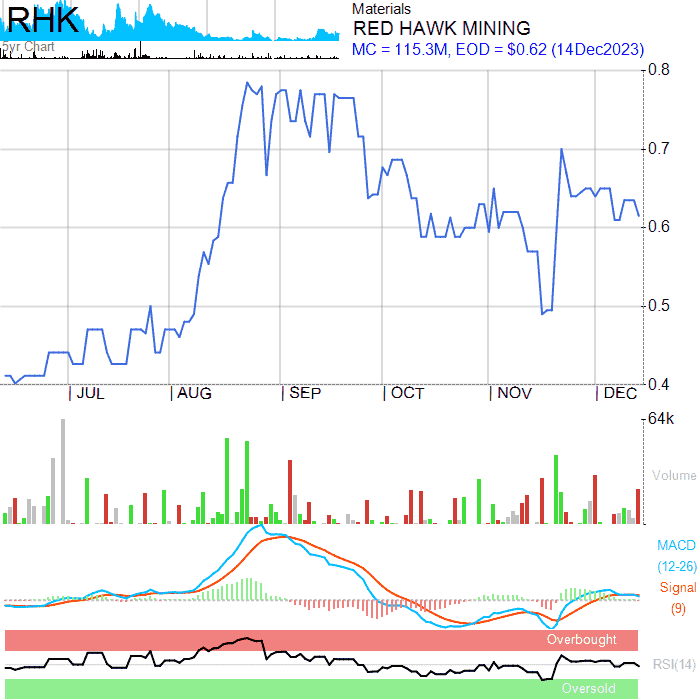 RHK
5yr Chart
Materials
RED HAWK MINING
MC = 115.3M, EOD = $0.62 (14Dec2023)
0.8
0.7
0.6
0.5
0.4
JUL AUG SEP OCT NOV DEC
64k
Volume
MACD
(12-26)
Signal
(9)
Overbought
RSI(14)
Oversold